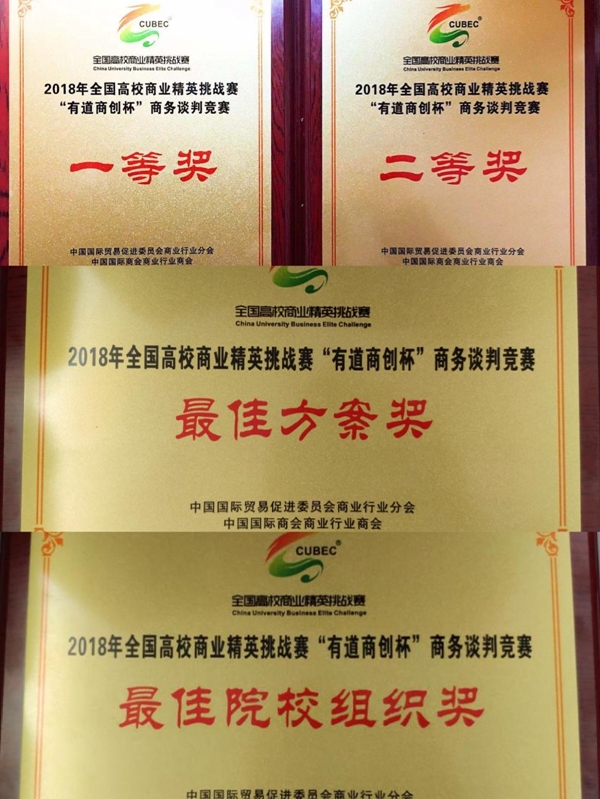 CUBEC®
全国高校商业精英挑战赛
China University Business Elite Challenge
2018年全国高校商业精英挑战赛
“有道商创杯”商务谈判竞赛
一等奖
中国国际贸易促进委员会商业行业分会
中国国际商会商业行业商会
CUBEC®
全国高校商业精英挑战赛
China University Business Elite Challenge
2018年全国高校商业精英挑战赛
“有道商创杯”商务谈判竞赛
二等奖
中国国际贸易促进委员会商业行业分会
中国国际商会商业行业商会
全国高校商业精英挑战赛
China University Business Elite Challenge
2018年全国高校商业精英挑战赛“有道商创杯”商务谈判竞赛
最佳方案奖
中国国际贸易促进委员会商业行业分会
中国国际商会商业行业商会
CUBEC®
全国高校商业精英挑战赛
China University Business Elite Challenge
2018年全国高校商业精英挑战赛“有道商创杯”商务谈判竞赛
最佳院校组织奖
中国国际贸易促进委员会商业行业分会